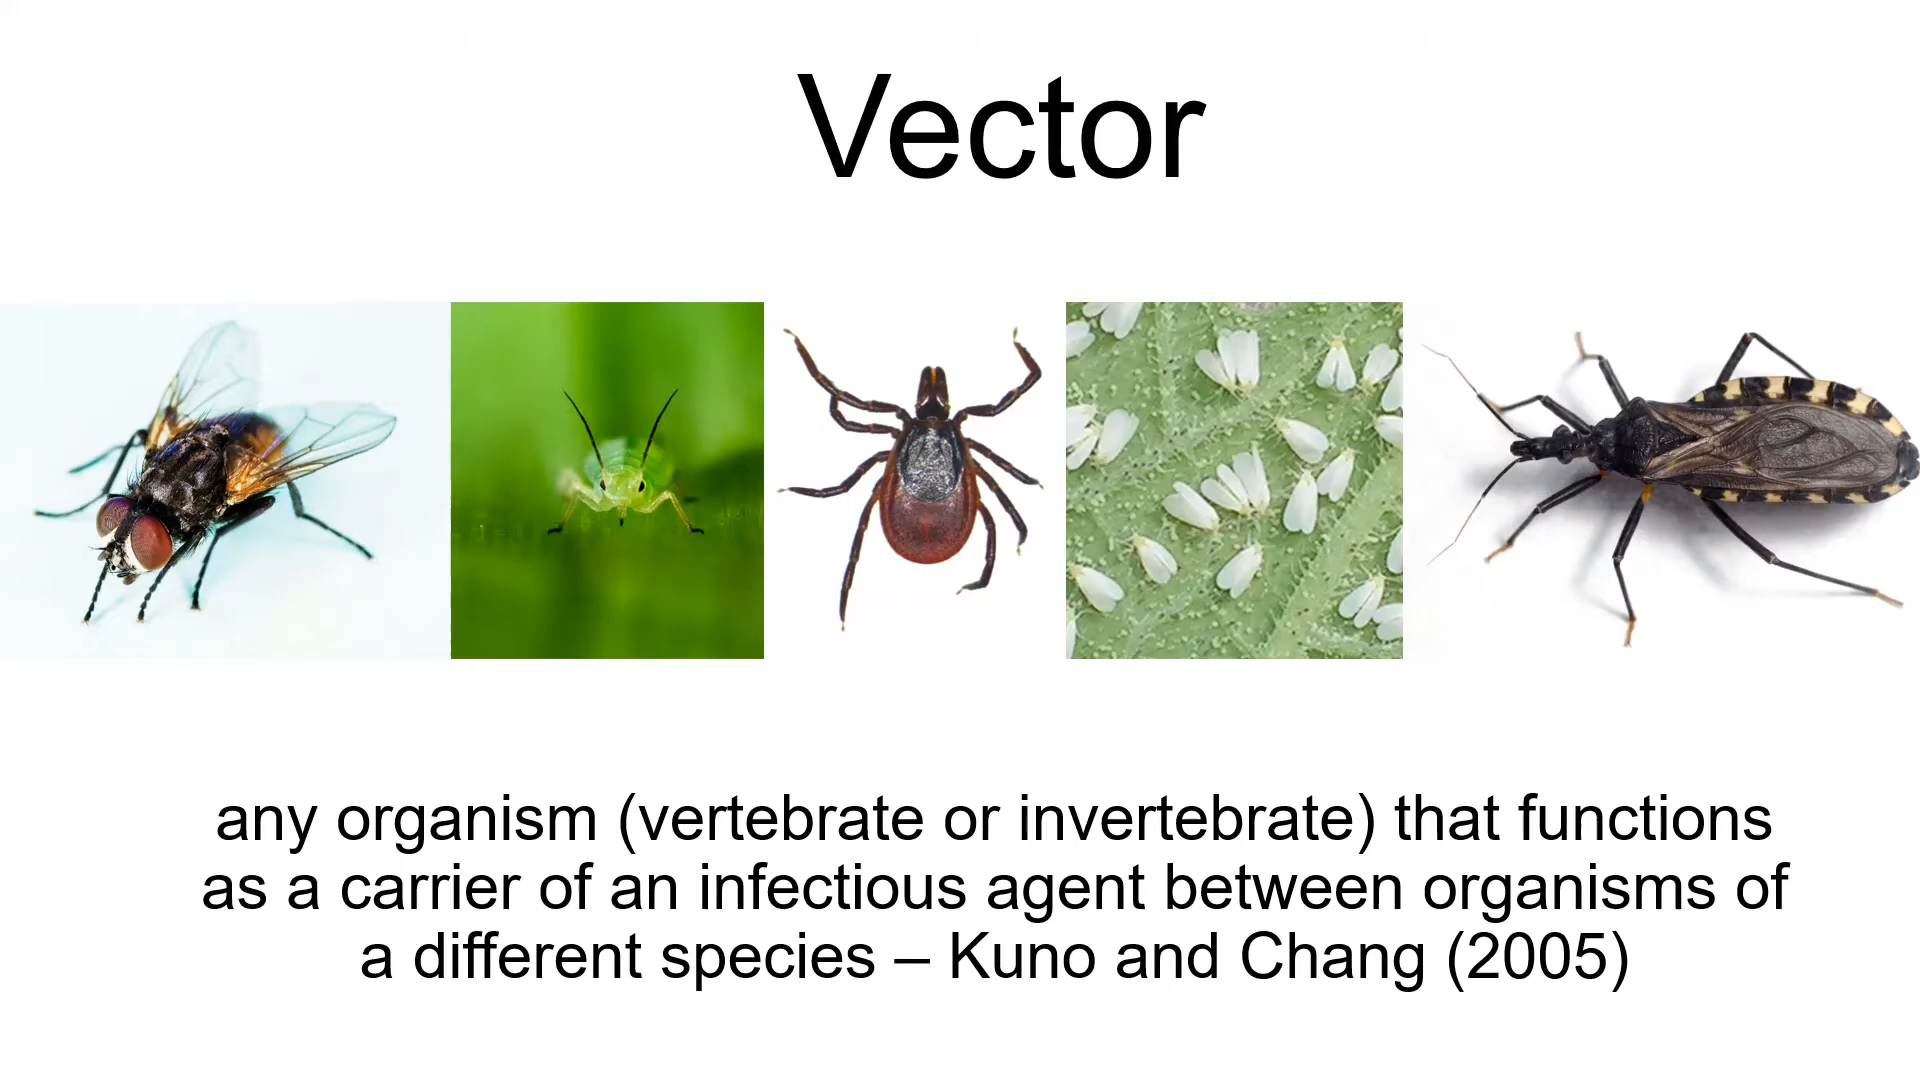 Vector
any organism (vertebrate or invertebrate) that functions
as a carrier of an infectious agent between organisms of
a different species – Kuno and Chang (2005)